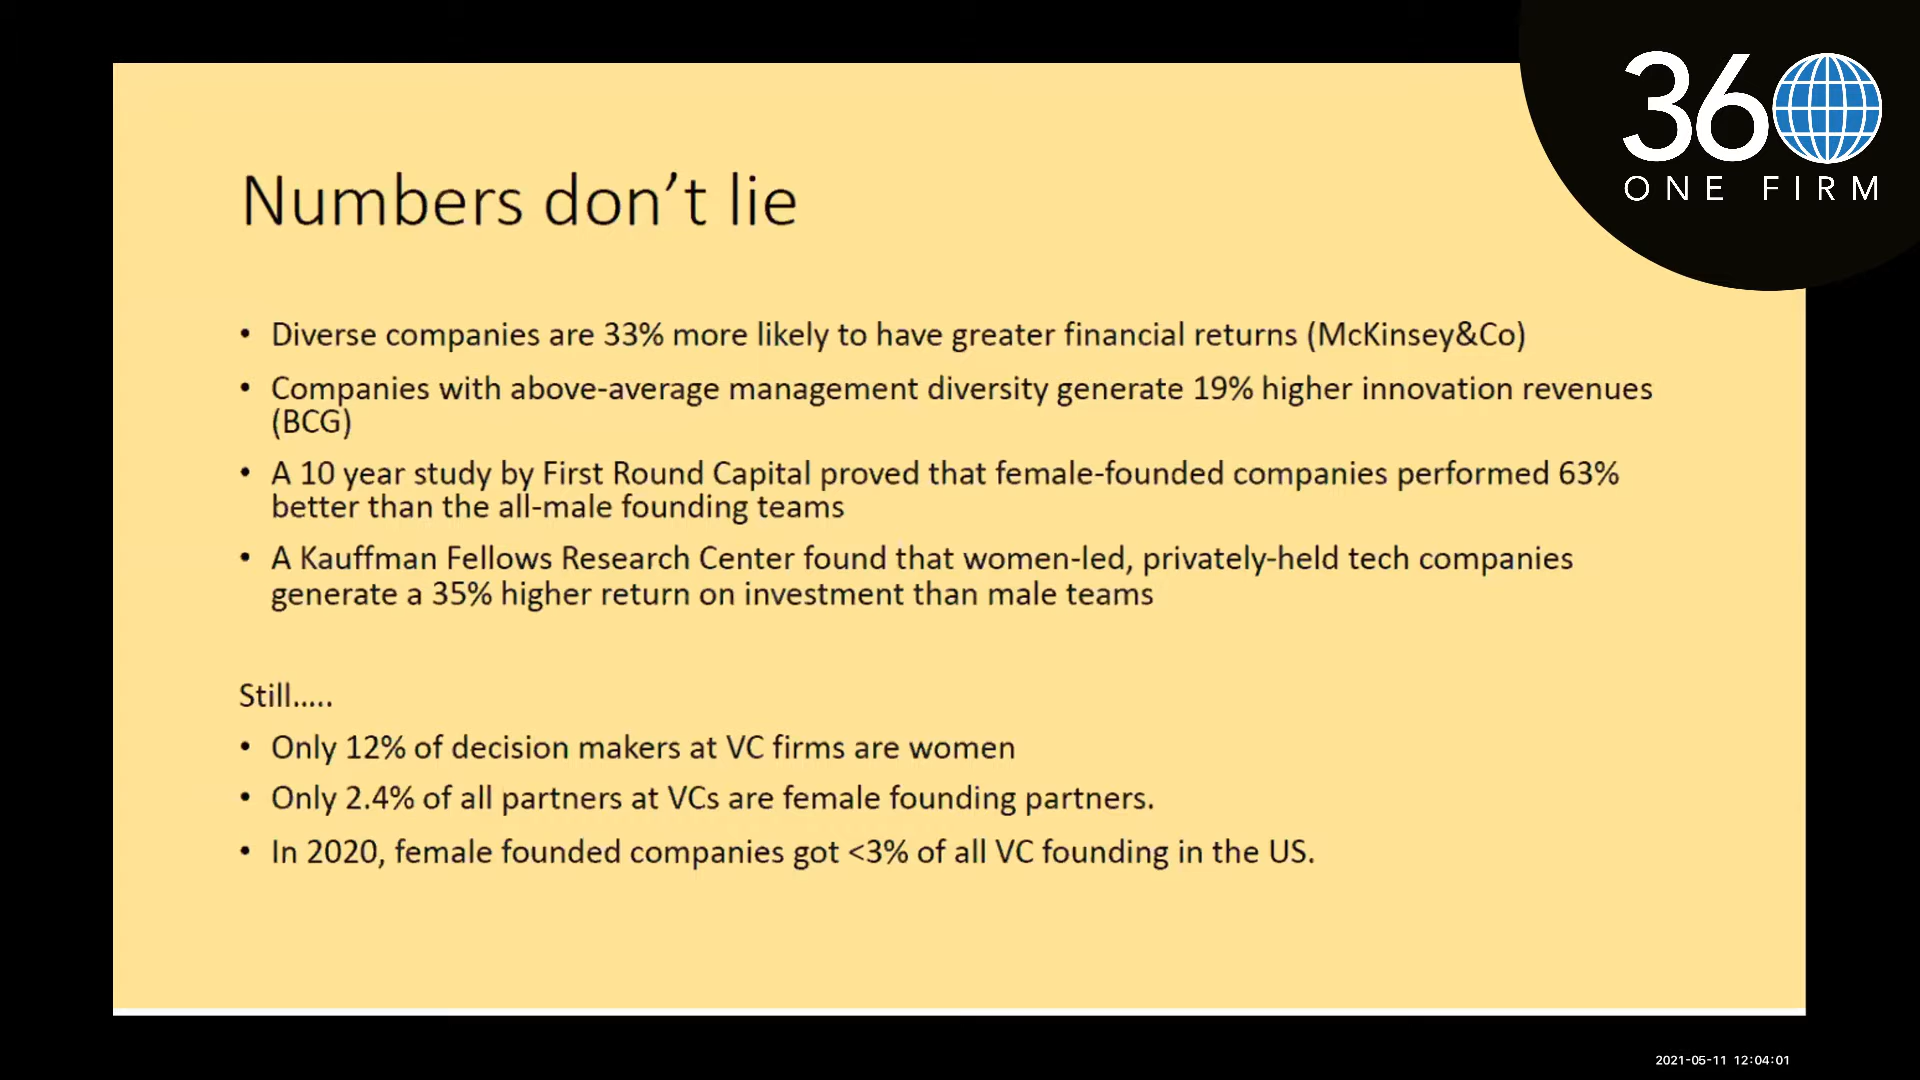 360
ONE FIRM
Numbers don’t lie
• Diverse companies are 33% more likely to have greater financial returns (McKinsey&Co)
• Companies with above-average management diversity generate 19% higher innovation revenues
(BCG)
• A 10 year study by First Round Capital proved that female-founded companies performed 63%
better than the all-male founding teams
• A Kauffman Fellows Research Center found that women-led, privately-held tech companies
generate a 35% higher return on investment than male teams
Still.....
• Only 12% of decision makers at VC firms are women
• Only 2.4% of all partners at VCs are female founding partners.
• In 2020, female founded companies got <3% of all VC founding in the US.
2021-05-11 12:04:01